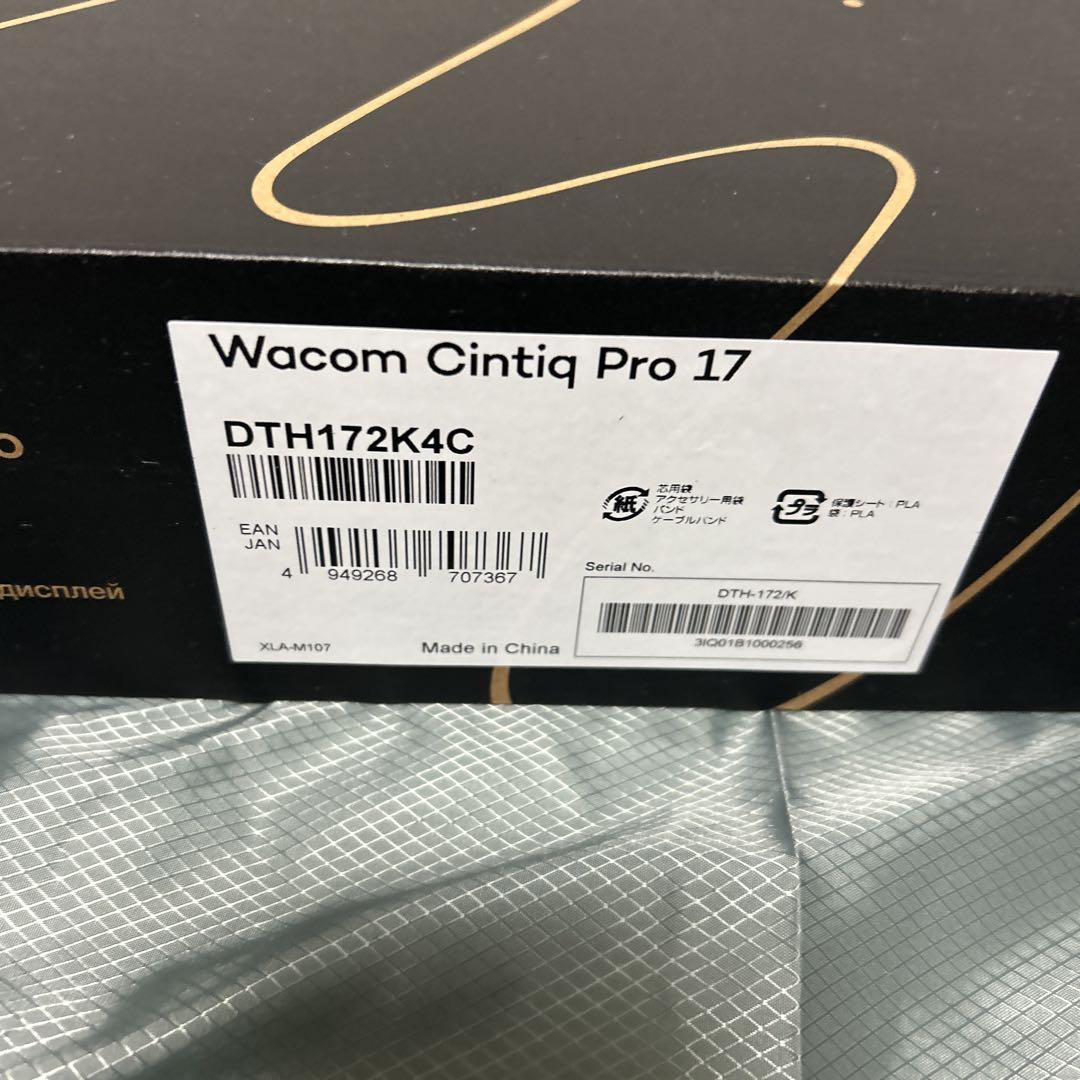 Wacom Cintiq Pro 17
DTH172K4C
EAN
JAN
4 949268 707367
紙
芯用袋
アクセサリー用袋
バンド
ケーブルバンド
プラ
保護シート:PLA
袋:PLA
Serial No.
DTH-172/K
3IQ01B1000256
XLA-M107
Made in China
o
дисплей